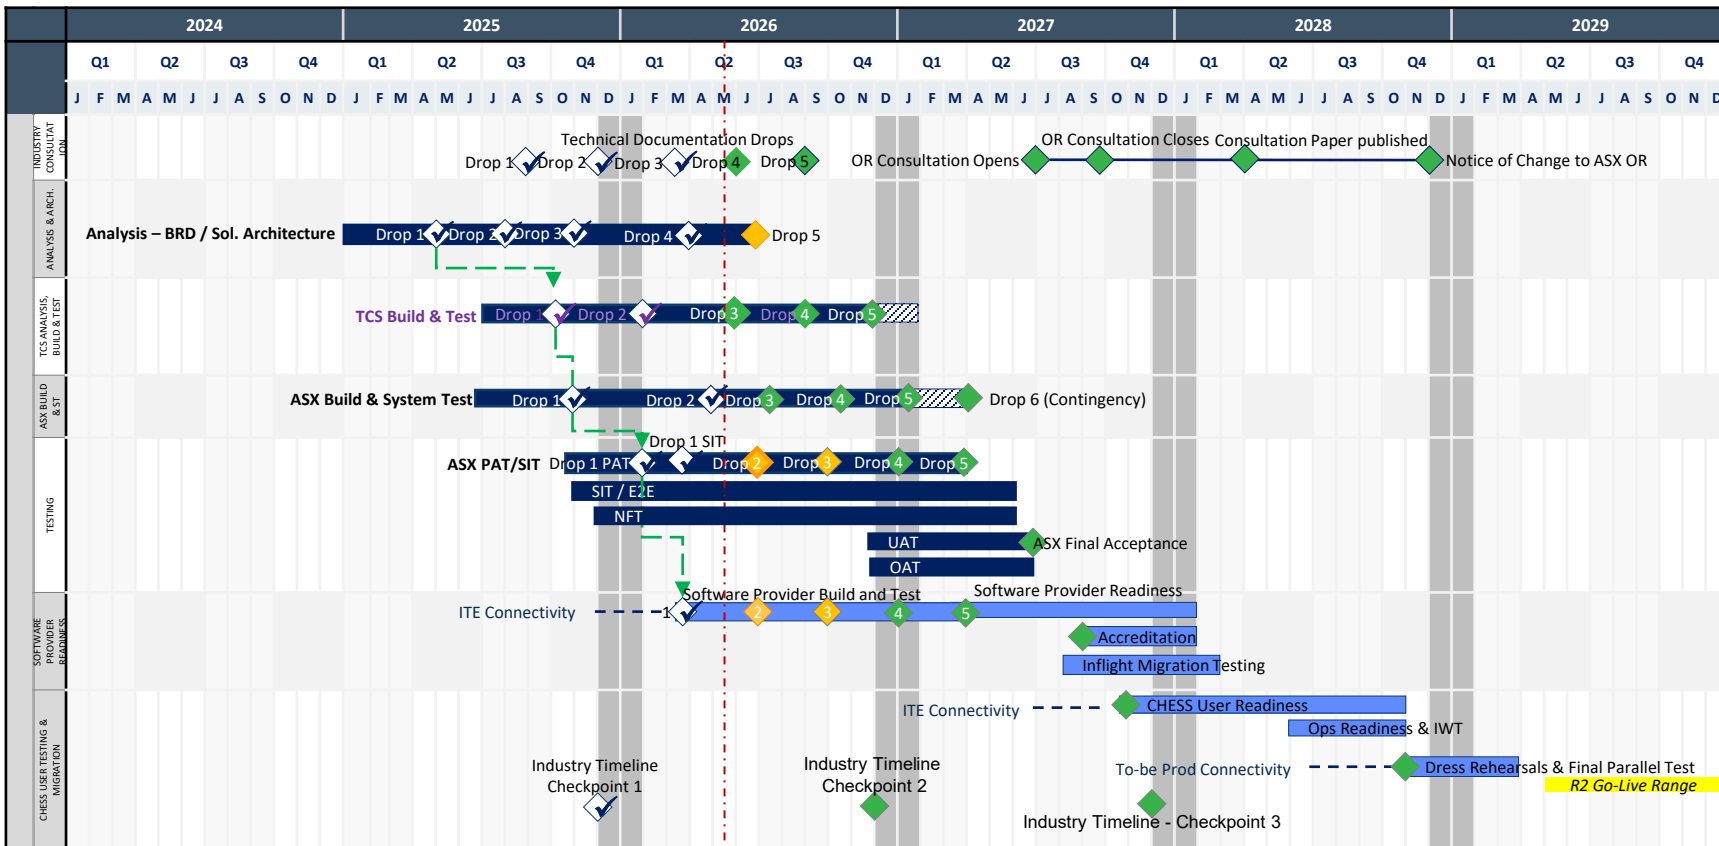 2024 2025 2026 2027 2028 2029
Q1 Q2 Q3 Q4 Q1 Q2 Q3 Q4 Q1 Q2 Q3 Q4 Q1 Q2 Q3 Q4 Q1 Q2 Q3 Q4 Q1 Q2 Q3 Q4
J F M A M J J A S O N D J F M A M J J A S O N D J F M A M J J A S O N D J F M A M J J A S O N D J F M A M J J A S O N D J F M A M J J A S O N D
INDUSTRY
CONSULTAT
ION
Technical Documentation Drops
OR Consultation Closes
Consultation Paper published
Drop 1 Drop 2 Drop 3 Drop 4 Drop 5
OR Consultation Opens
Notice of Change to ASX OR
ANALYSIS & ARCH.
Analysis – BRD / Sol. Architecture
Drop 1 Drop 2 Drop 3 Drop 4 Drop 5
TCS ANALYSIS,
BUILD & TEST
TCS Build & Test
Drop 1 Drop 2 Drop 3 Drop 4 Drop 5
ASX BUILD
& ST
ASX Build & System Test
Drop 1 Drop 2 Drop 3 Drop 4 Drop 5
Drop 6 (Contingency)
TESTING
Drop 1 SIT
ASX PAT/SIT
Drop 1 PAT Drop 2 Drop 3 Drop 4 Drop 5
SIT / E2E
NFT
UAT
ASX Final Acceptance
OAT
SOFTWARE
PROVIDER
READINESS
Software Provider Build and Test
Software Provider Readiness
ITE Connectivity
1 2 3 4 5
Accreditation
Inflight Migration Testing
CHESS USER TESTING &
MIGRATION
ITE Connectivity
CHESS User Readiness
Ops Readiness & IWT
To-be Prod Connectivity
Dress Rehearsals & Final Parallel Test
R2 Go-Live Range
Industry Timeline
Checkpoint 1
Industry Timeline
Checkpoint 2
Industry Timeline - Checkpoint 3